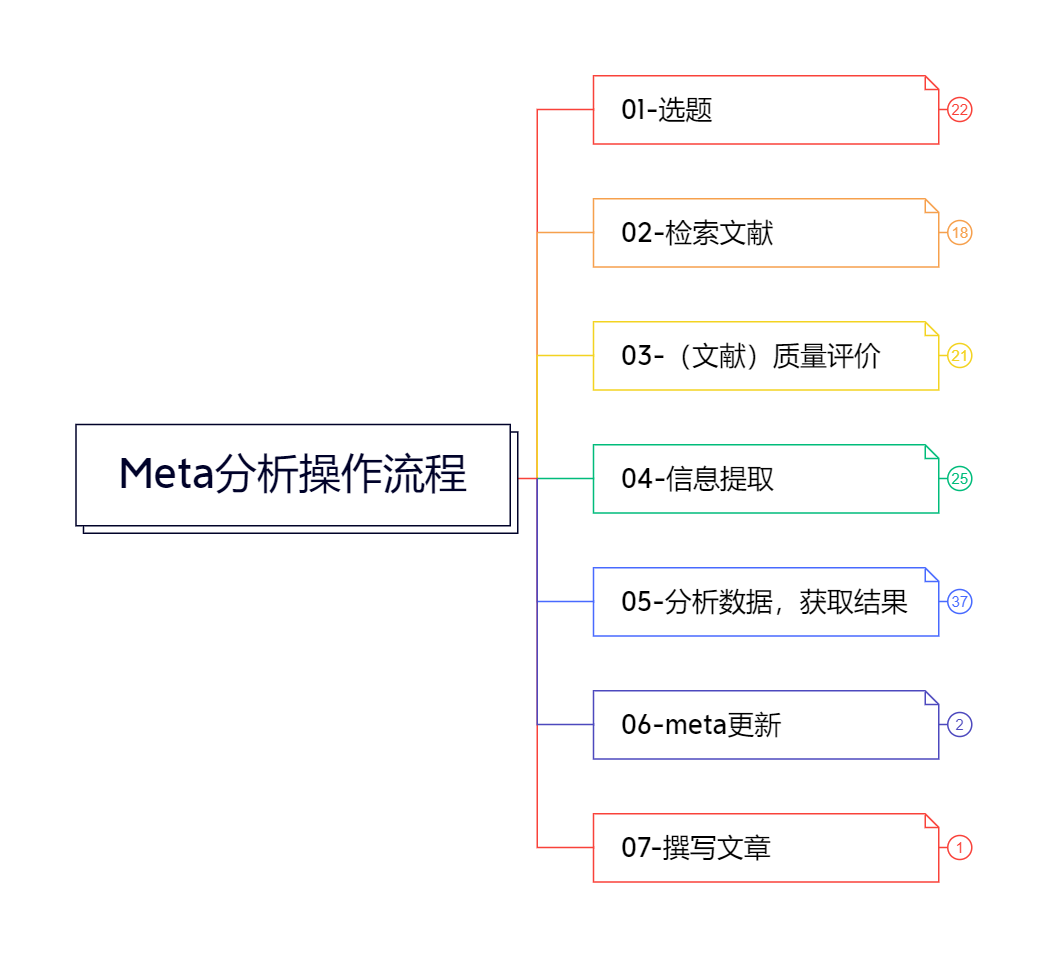 01-选题
22
02-检索文献
18
03-（文献）质量评价
21
Meta分析操作流程
04-信息提取
25
05-分析数据，获取结果
37
06-meta更新
2
07-撰写文章
1